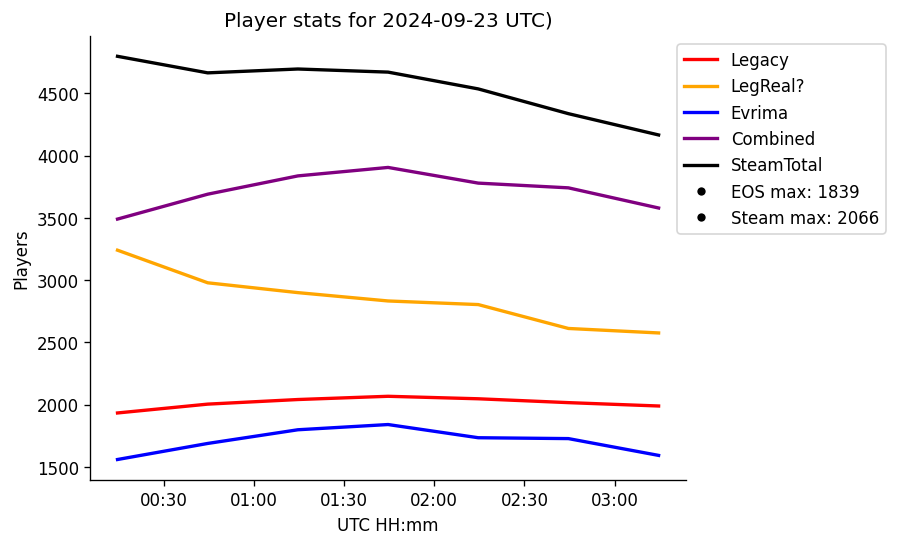 Player stats for 2024-09-23 UTC)
Legacy
LegReal?
Evrima
Combined
SteamTotal
EOS max: 1839
Steam max: 2066
Players
4500
4000
3500
3000
2500
2000
1500
00:30 01:00 01:30 02:00 02:30 03:00
UTC HH:mm